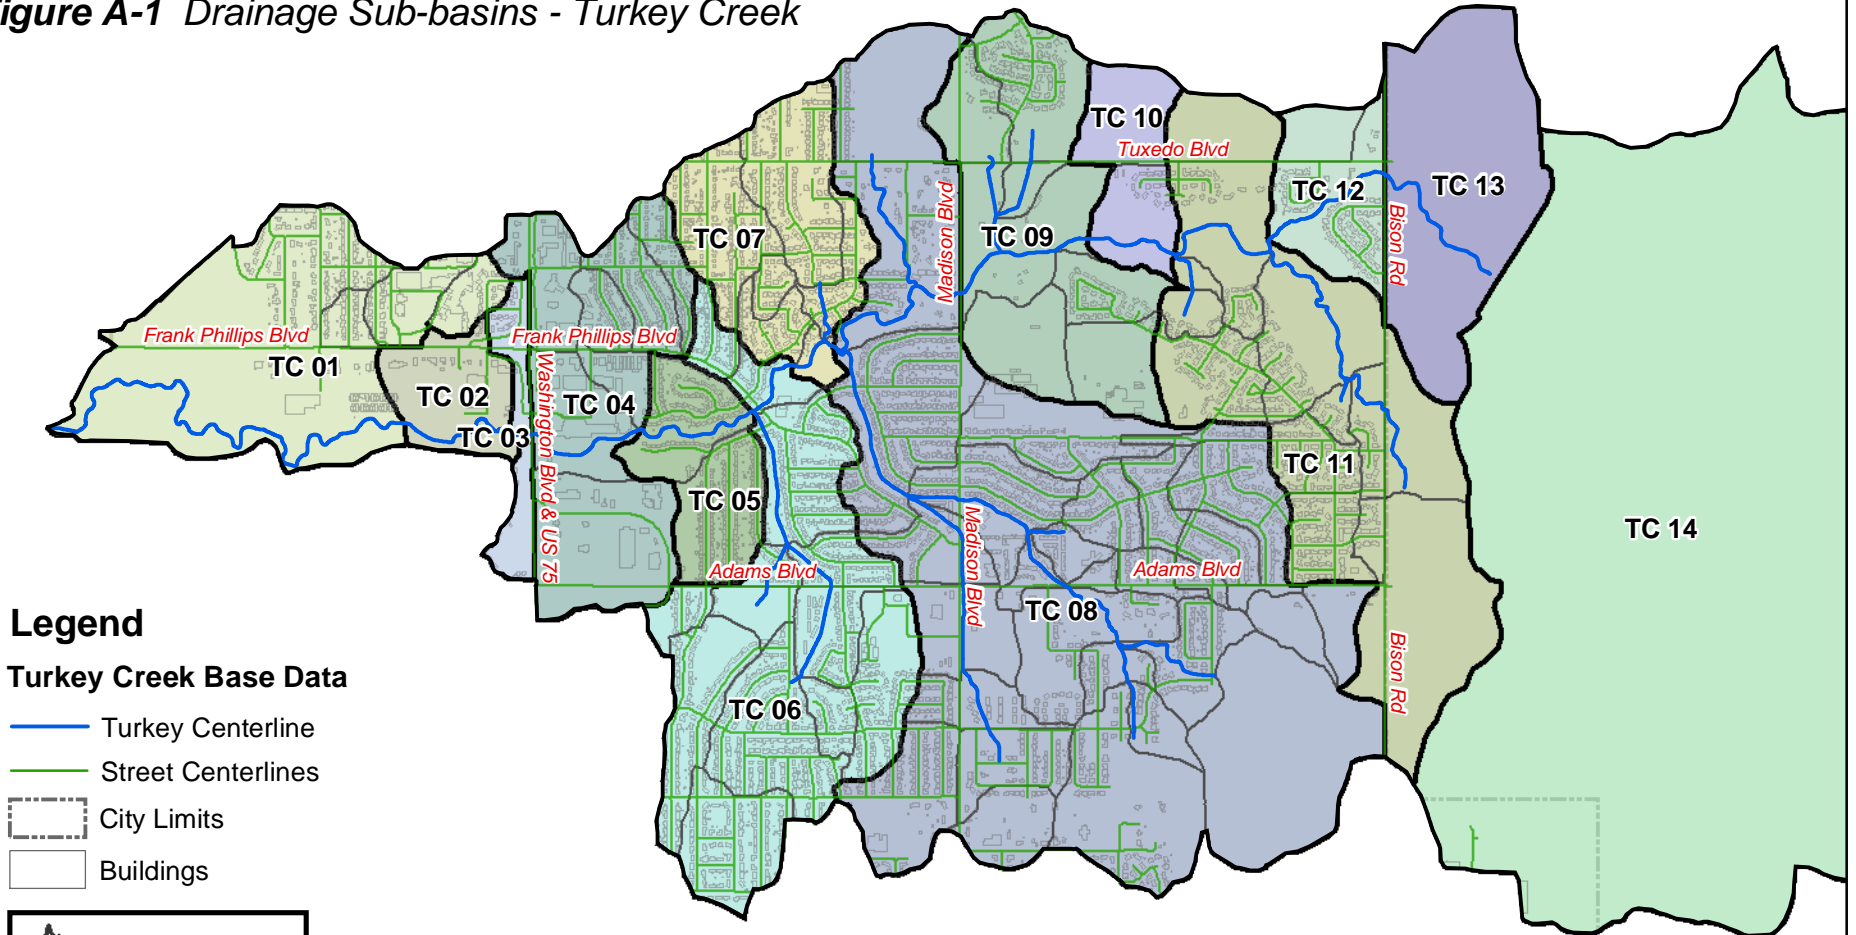 igure A-1 Drainage Sub-basins - Turkey Creek
TC 10
Tuxedo Blvd
TC 12
TC 13
Madison Blvd
Bison Rd
TC 07
TC 09
Frank Phillips Blvd
Frank Phillips Blvd
TC 01
TC 02
Washington Blvd & US 75
TC 04
TC 03
TC 11
TC 05
TC 14
Madison Blvd
Adams Blvd
Adams Blvd
TC 08
Bison Rd
TC 06
Legend
Turkey Creek Base Data
Turkey Centerline
Street Centerlines
City Limits
Buildings